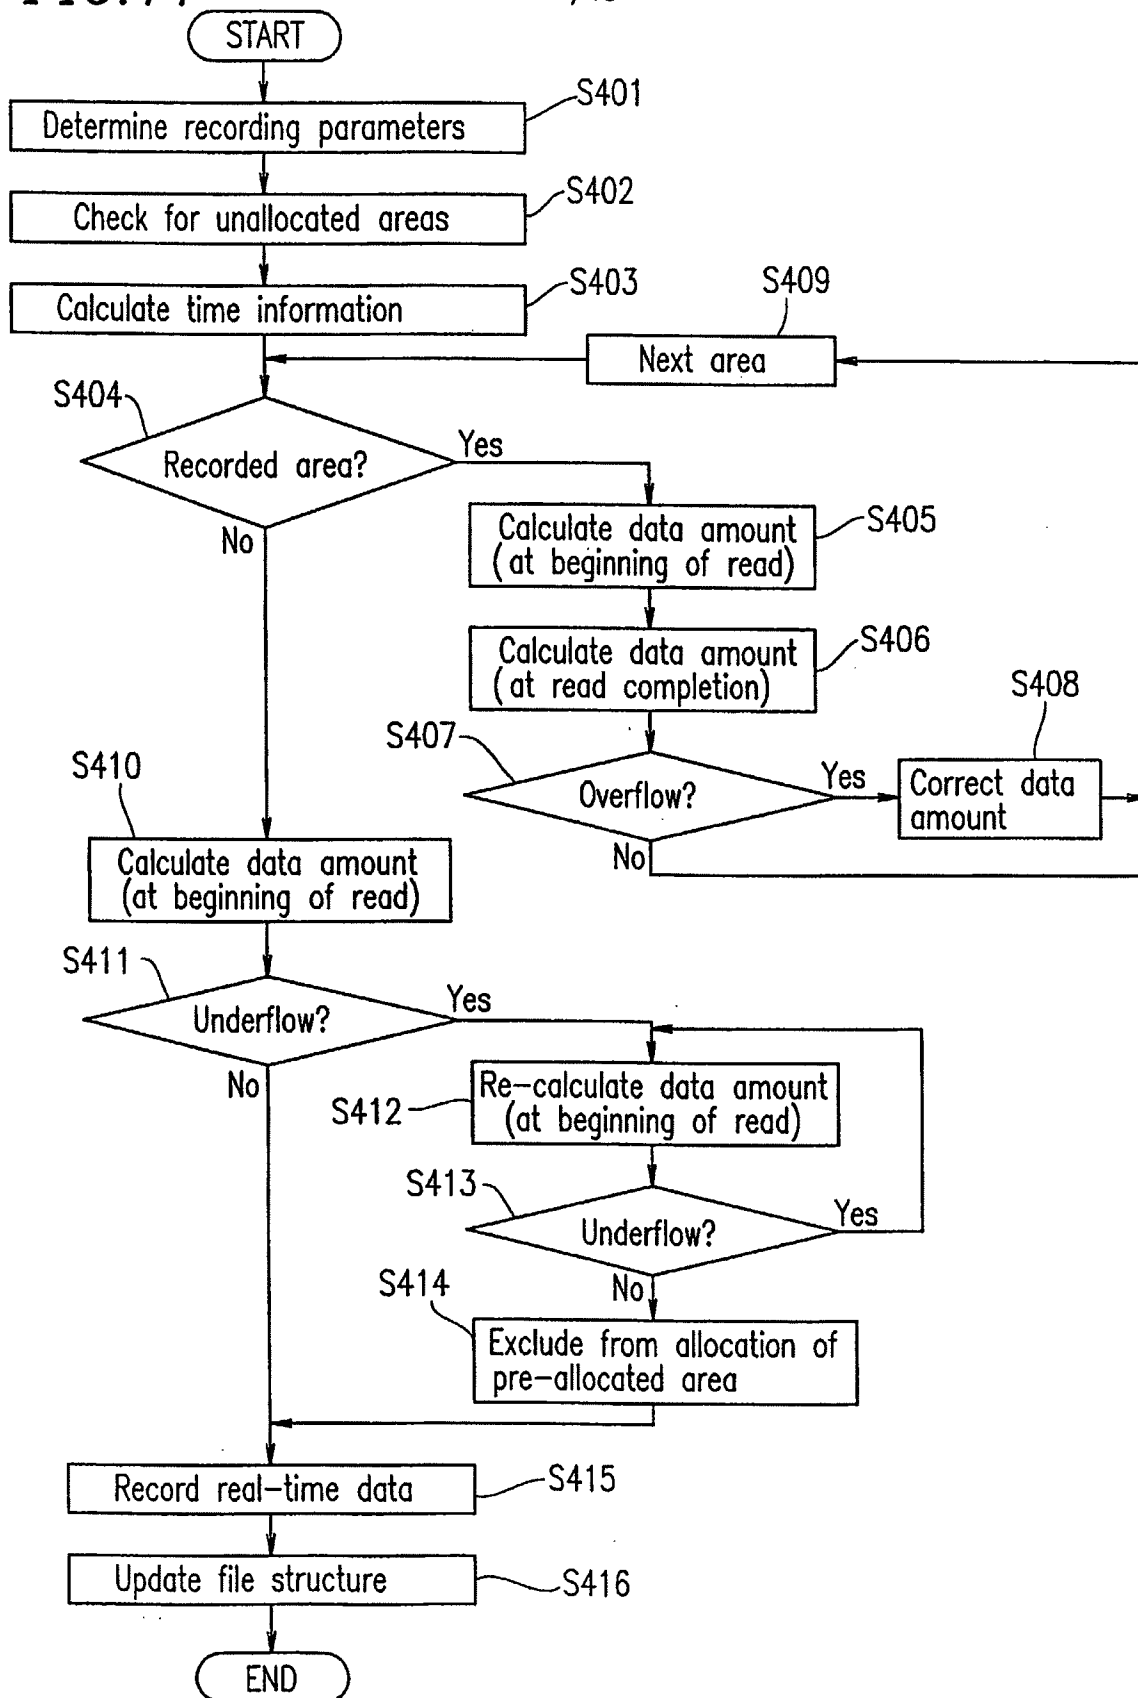 START
S401
Determine recording parameters
S402
Check for unallocated areas
S403
Calculate time information
S409
Next area
S404
Recorded area?
Yes
No
S405
Calculate data amount
(at beginning of read)
S406
Calculate data amount
(at read completion)
S407
Overflow?
Yes
No
S408
Correct data
amount
S410
Calculate data amount
(at beginning of read)
S411
Underflow?
Yes
No
S412
Re-calculate data amount
(at beginning of read)
S413
Underflow?
Yes
No
S414
Exclude from allocation of
pre-allocated area
Record real-time data
S415
Update file structure
S416
END